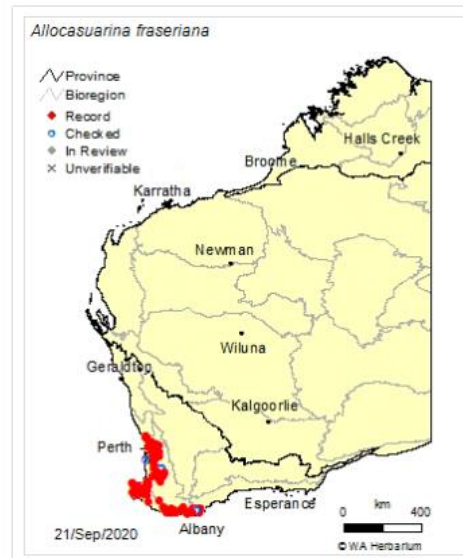 Allocasuarina fraseriana
Province
Bioregion
Record
Checked
In Review
Unverifiable
Halls Creek
Broome
Karratha
Newman
Wiluna
Geraldton
Kalgoorlie
Perth
Esperance
Albany
km
0 400
21/Sep/2020
© WA Herbarium